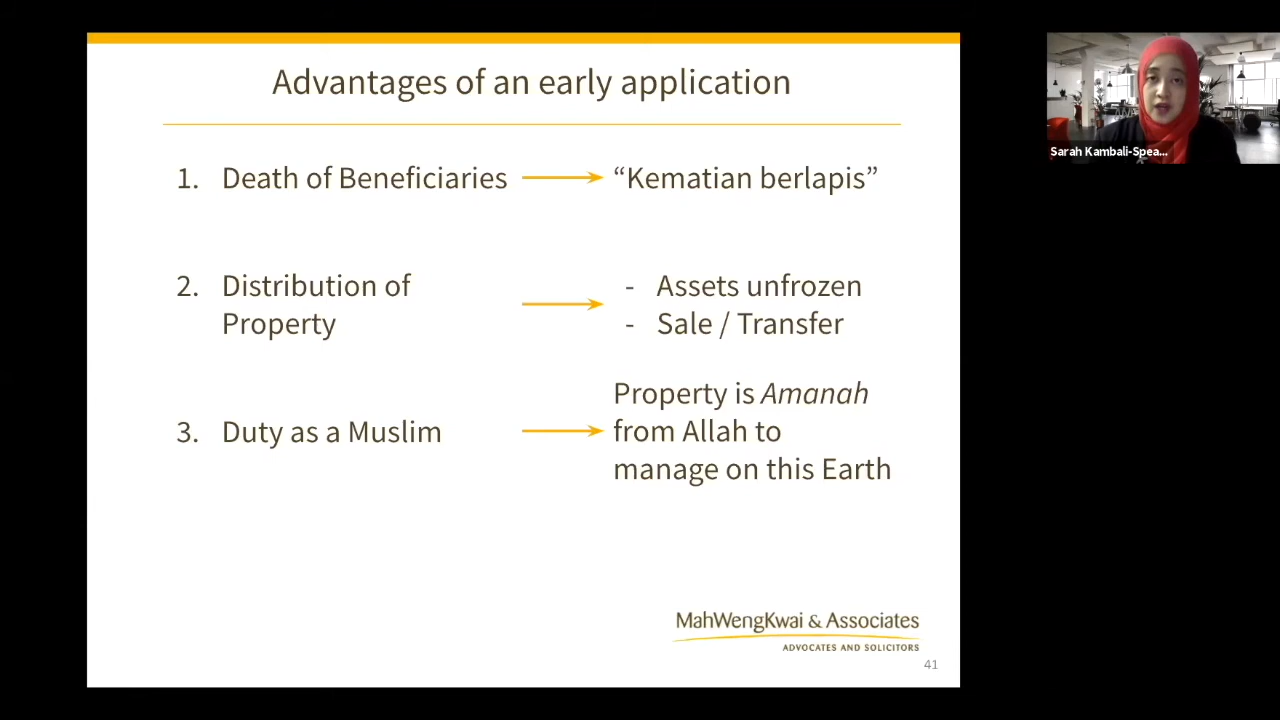 Advantages of an early application
1. Death of Beneficiaries
“Kematian berlapis”
2. Distribution of
Property
- Assets unfrozen
- Sale / Transfer
3. Duty as a Muslim
Property is Amanah
from Allah to
manage on this Earth
MahWengKwai & Associates
ADVOCATES AND SOLICITORS
41
Sarah Kambali-Spea...